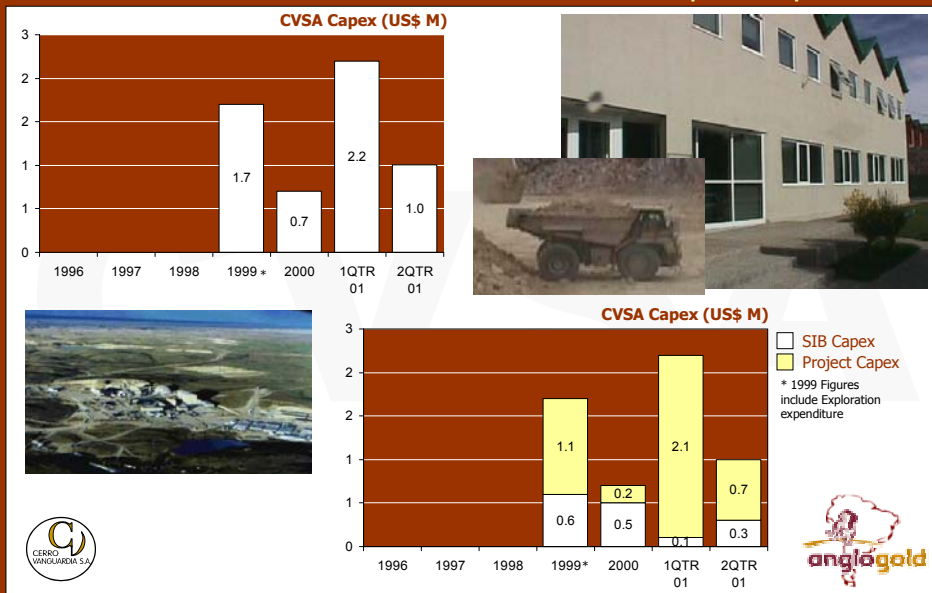 CVSA Capex (US$ M)
3
2
2
1
1
0
1.7
0.7
2.2
1.0
1996
1997
1998
1999 *
2000
1QTR
01
2QTR
01
CVSA Capex (US$ M)
3
2
2
1
1
0
1.1
0.6
0.2
0.5
2.1
0.1
0.7
0.3
1996
1997
1998
1999*
2000
1QTR
01
2QTR
01
SIB Capex
Project Capex
* 1999 Figures
include Exploration
expenditure
CERRO
VANGUARDIA S.A.
anglogold
CVSA